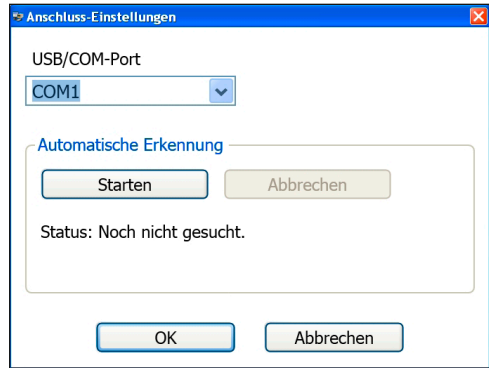 Anschluss-Einstellungen
USB/COM-Port
COM1
Automatische Erkennung
Starten Abbrechen
Status: Noch nicht gesucht.
OK Abbrechen